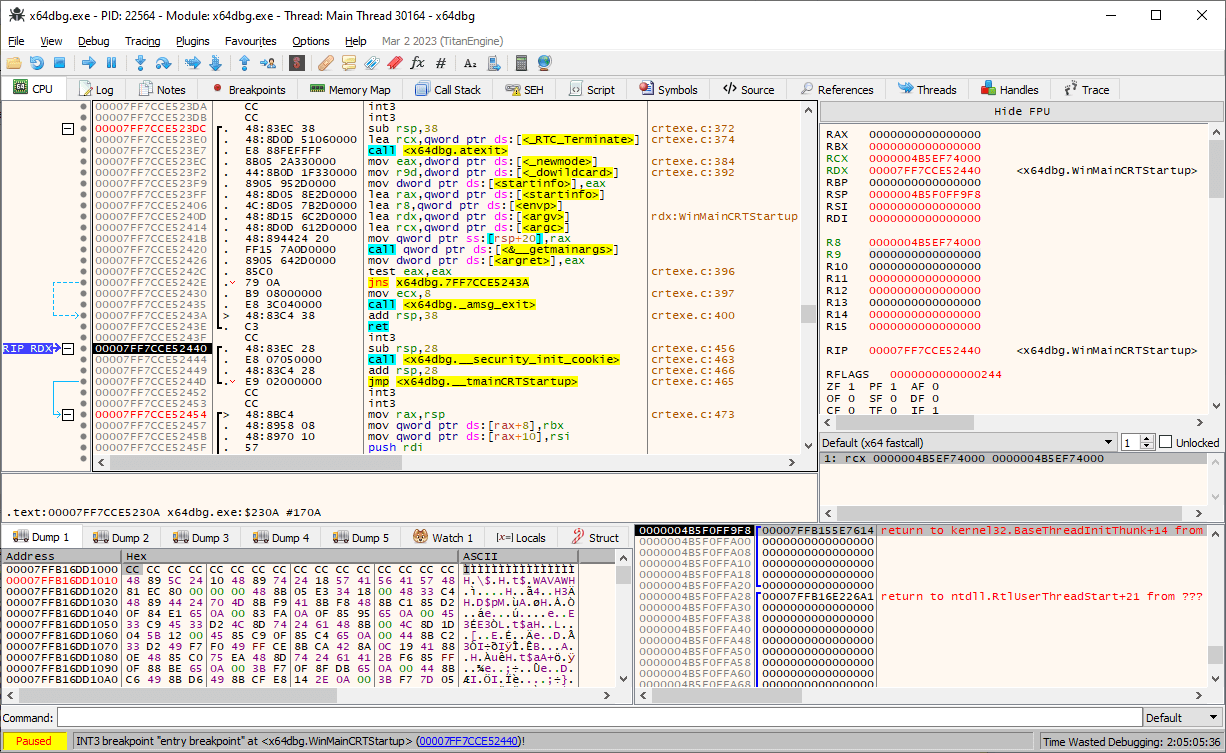 x64dbg.exe - PID: 22564 - Module: x64dbg.exe - Thread: Main Thread 30164 - x64dbg
File View Debug Tracing Plugins Favourites Options Help Mar 2 2023 (TitanEngine)
CPU Log Notes Breakpoints Memory Map Call Stack SEH Script Symbols Source References Threads Handles Trace
00007FF7CCE523DA CC int3
00007FF7CCE523DB CC int3
00007FF7CCE523DC 48:83EC 38 sub rsp,38 crtexe.c:372
00007FF7CCE523E0 48:8D0D 51060000 lea rcx,qword ptr ds:[<_RTC_Terminate>] crtexe.c:374
00007FF7CCE523E7 E8 88FEFFFF call <x64dbg.atexit>
00007FF7CCE523EC 8B05 2A330000 mov eax,dword ptr ds:[<_newmode>] crtexe.c:384
00007FF7CCE523F2 44:8B0D 1F330000 mov r9d,dword ptr ds:[<_dowildcard>] crtexe.c:392
00007FF7CCE523F9 8905 952D0000 mov dword ptr ds:[<startinfo>],eax
00007FF7CCE523FF 48:8D05 8E2D0000 lea rax,qword ptr ds:[<startinfo>]
00007FF7CCE52406 4C:8D05 7B2D0000 lea r8,qword ptr ds:[<envp>]
00007FF7CCE5240D 48:8D15 6C2D0000 lea rdx,qword ptr ds:[<argv>] rdx:WinMainCRTStartup
00007FF7CCE52414 48:8D0D 612D0000 lea rcx,qword ptr ds:[<argc>]
00007FF7CCE5241B 48:894424 20 mov qword ptr ss:[rsp+20],rax
00007FF7CCE52420 FF15 7A0D0000 call qword ptr ds:[<&__getmainargs>]
00007FF7CCE52426 8905 642D0000 mov dword ptr ds:[<argret>],eax
00007FF7CCE5242C 85C0 test eax,eax crtexe.c:396
00007FF7CCE5242E 79 0A jns x64dbg.7FF7CCE5243A
00007FF7CCE52430 B9 08000000 mov ecx,8 crtexe.c:397
00007FF7CCE52435 E8 3C040000 call <x64dbg._amsg_exit>
00007FF7CCE5243A 48:83C4 38 add rsp,38 crtexe.c:400
00007FF7CCE5243E C3 ret
00007FF7CCE5243F CC int3
RIP RDX 00007FF7CCE52440 48:83EC 28 sub rsp,28 crtexe.c:456
00007FF7CCE52444 E8 07050000 call <x64dbg.__security_init_cookie> crtexe.c:463
00007FF7CCE52449 48:83C4 28 add rsp,28 crtexe.c:466
00007FF7CCE5244D E9 02000000 jmp <x64dbg.__tmainCRTStartup> crtexe.c:465
00007FF7CCE52452 CC int3
00007FF7CCE52453 CC int3
00007FF7CCE52454 48:8BC4 mov rax,rsp crtexe.c:473
00007FF7CCE52457 48:8958 08 mov qword ptr ds:[rax+8],rbx
00007FF7CCE5245B 48:8970 10 mov qword ptr ds:[rax+10],rsi
00007FF7CCE5245F 57 push rdi
.text:00007FF7CCE5230A x64dbg.exe:$230A #170A
Hide FPU
RAX 0000000000000000
RBX 0000000000000000
RCX 0000004B5EF74000
RDX 00007FF7CCE52440 <x64dbg.WinMainCRTStartup>
RBP 0000000000000000
RSP 0000004B5F0FF9F8
RSI 0000000000000000
RDI 0000000000000000
R8 0000004B5EF74000
R9 0000000000000000
R10 0000000000000000
R11 0000000000000000
R12 0000000000000000
R13 0000000000000000
R14 0000000000000000
R15 0000000000000000
RIP 00007FF7CCE52440 <x64dbg.WinMainCRTStartup>
RFLAGS 0000000000000244
ZF 1 PF 1 AF 0
OF 0 SF 0 DF 0
CF 0 TF 0 IF 1
Default (x64 fastcall) 1 Unlocked
1: rcx 0000004B5EF74000 0000004B5EF74000
Dump 1 Dump 2 Dump 3 Dump 4 Dump 5 Watch 1 [x=] Locals Struct
Address Hex ASCII
00007FFB16DD1000 CC CC CC CC CC CC CC CC CC CC CC CC CC CC CC CC ÌÌÌÌÌÌÌÌÌÌÌÌÌÌÌÌ
00007FFB16DD1010 48 89 5C 24 10 48 89 74 24 18 57 41 56 41 57 48 H.\$.H.t$.WAVAWH
00007FFB16DD1020 81 EC 80 00 00 00 48 8B 05 E3 34 18 00 48 33 C4
00007FFB16DD1030 48 89 44 24 70 4D 8B F9 41 8B F8 48 8B C1 85 D2
00007FFB16DD1040 0F 84 E1 65 0A 00 83 FA 0A 0F 85 95 65 0A 00 45
00007FFB16DD1050 33 C9 45 33 D2 4C 8D 74 24 61 48 8B 00 4C 8D 1D
00007FFB16DD1060 04 5B 12 00 45 85 C9 0F 85 C4 65 0A 00 44 8B C2
00007FFB16DD1070 33 D2 49 F7 F0 49 FF CE 8B CA 42 8A 0C 19 41 88
00007FFB16DD1080 0E 48 85 C0 75 EA 48 8D 74 24 61 41 2B F6 85 FF
00007FFB16DD1090 0F 88 BE 65 0A 00 3B F7 0F 8F DB 65 0A 00 44 8B
00007FFB16DD10A0 C6 49 8B D6 49 8B CF E8 14 2E 0A 00 3B F7 7D 05
0000004B5F0FF9F8 00007FFB155E7614 return to kernel32.BaseThreadInitThunk+14 from
0000004B5F0FFA00 0000000000000000
0000004B5F0FFA08 0000000000000000
0000004B5F0FFA10 0000000000000000
0000004B5F0FFA18 0000000000000000
0000004B5F0FFA20 0000000000000000
0000004B5F0FFA28 00007FFB16E226A1 return to ntdll.RtlUserThreadStart+21 from ???
0000004B5F0FFA30 0000000000000000
0000004B5F0FFA38 0000000000000000
0000004B5F0FFA40 0000000000000000
0000004B5F0FFA48 0000000000000000
0000004B5F0FFA50 0000000000000000
0000004B5F0FFA58 0000000000000000
0000004B5F0FFA60 0000000000000000
0000004B5F0FFA68 0000000000000000
Command: Default
Paused INT3 breakpoint "entry breakpoint" at <x64dbg.WinMainCRTStartup> (00007FF7CCE52440)! Time Wasted Debugging: 2:05:05:36